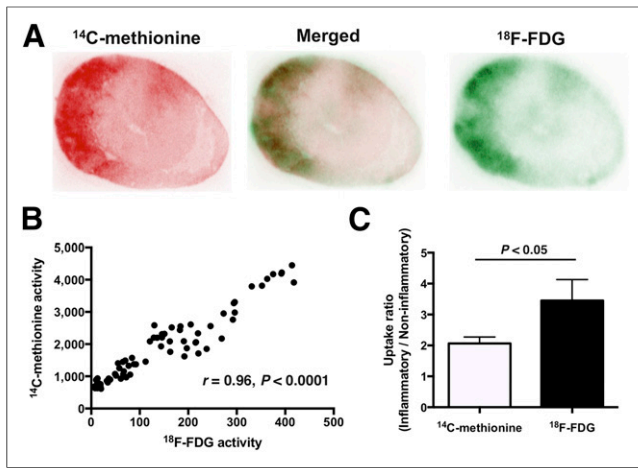 A
¹⁴C-methionine
Merged
¹⁸F-FDG
B
¹⁴C-methionine activity
5,000
4,000
3,000
2,000
1,000
0
0 100 200 300 400 500
r = 0.96, P < 0.0001
¹⁸F-FDG activity
C
Uptake ratio
(Inflammatory / Non-inflammatory)
5
4
3
2
1
0
P < 0.05
¹⁴C-methionine
¹⁸F-FDG